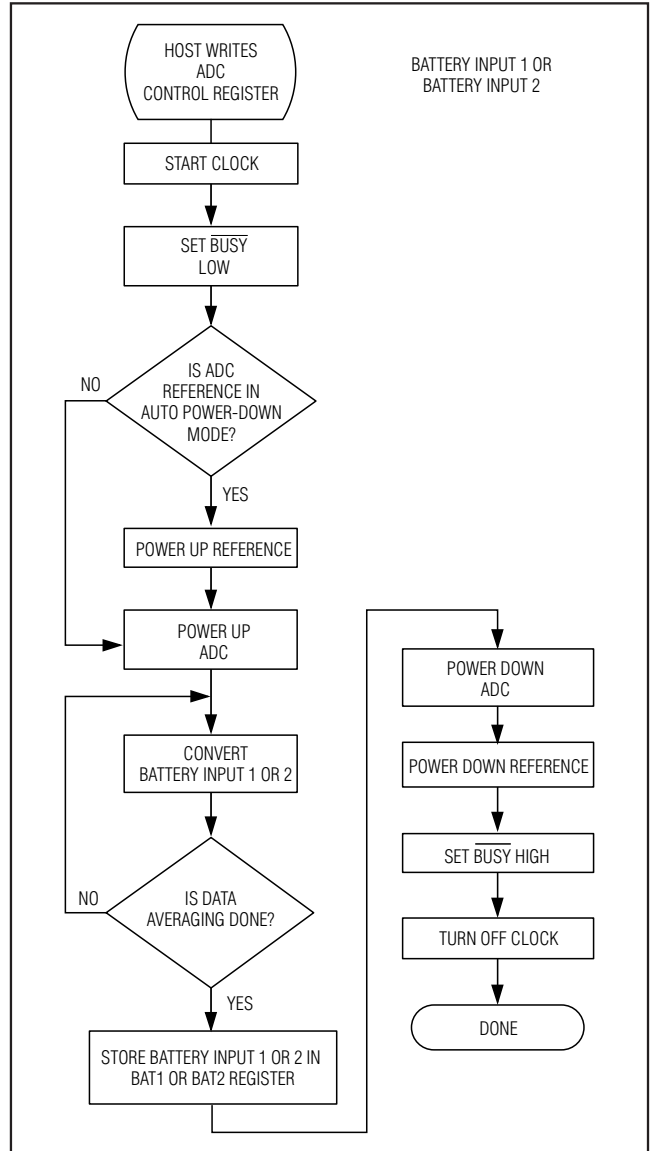 HOST WRITES
ADC
CONTROL REGISTER
BATTERY INPUT 1 OR
BATTERY INPUT 2
START CLOCK
SET B̅U̅S̅Y̅
LOW
IS ADC
REFERENCE IN
AUTO POWER-DOWN
MODE?
NO
YES
POWER UP REFERENCE
POWER UP
ADC
CONVERT
BATTERY INPUT 1 OR 2
IS DATA
AVERAGING DONE?
NO
YES
STORE BATTERY INPUT 1 OR 2 IN
BAT1 OR BAT2 REGISTER
POWER DOWN
ADC
POWER DOWN REFERENCE
SET B̅U̅S̅Y̅ HIGH
TURN OFF CLOCK
DONE